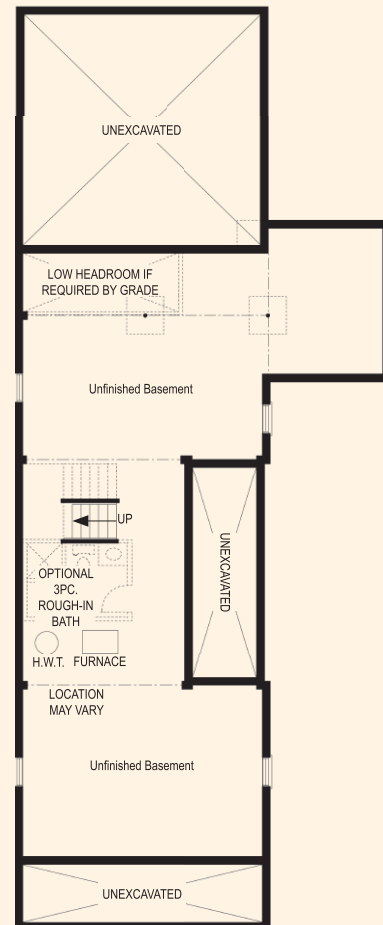 UNEXCAVATED
LOW HEADROOM IF
REQUIRED BY GRADE
Unfinished Basement
UP
UNEXCAVATED
OPTIONAL
3PC.
ROUGH-IN
BATH
H.W.T.
FURNACE
LOCATION
MAY VARY
Unfinished Basement
UNEXCAVATED